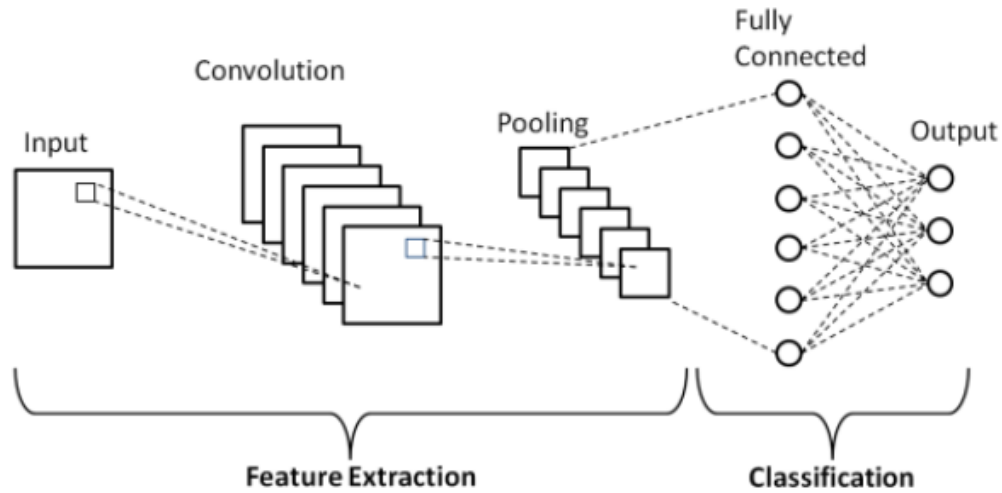 Input
Convolution
Pooling
Fully
Connected
Output
Feature Extraction
Classification